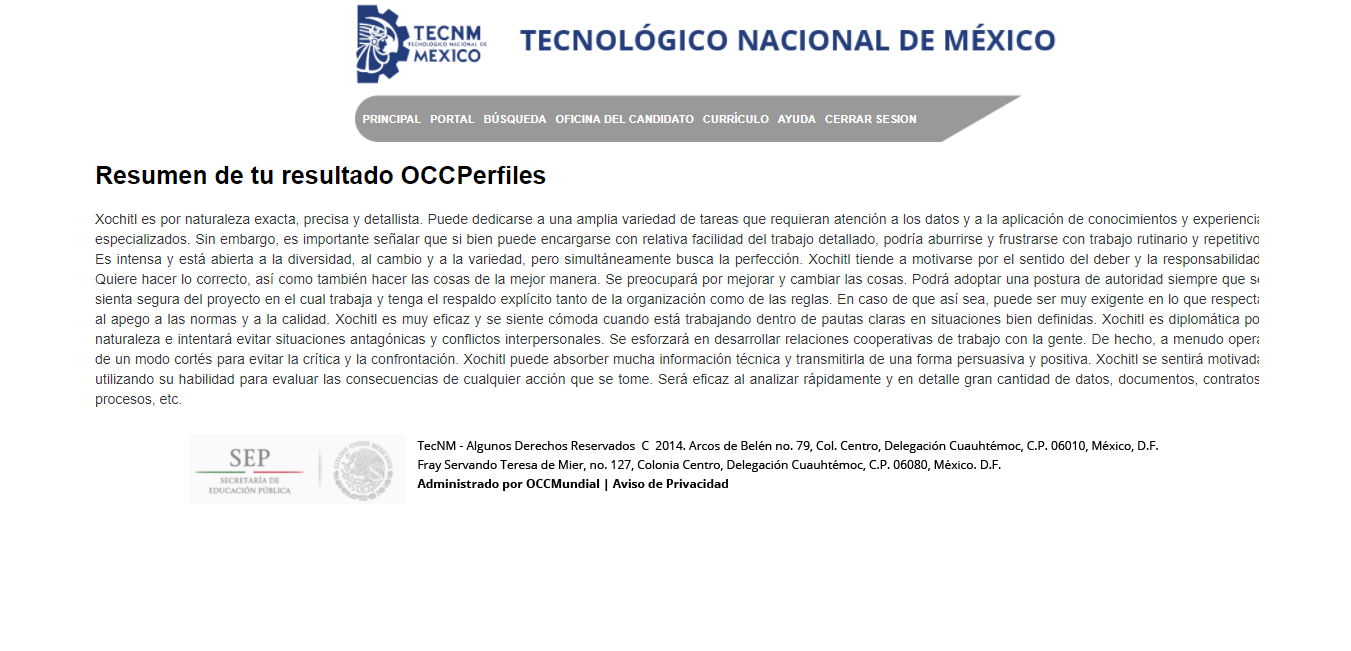 TECNM
TECNOLÓGICO NACIONAL DE
MÉXICO
TECNOLÓGICO NACIONAL DE MÉXICO
PRINCIPAL PORTAL BÚSQUEDA OFICINA DEL CANDIDATO CURRÍCULO AYUDA CERRAR SESION
Resumen de tu resultado OCCPerfiles
Xochitl es por naturaleza exacta, precisa y detallista. Puede dedicarse a una amplia variedad de tareas que requieran atención a los datos y a la aplicación de conocimientos y experiencia
especializados. Sin embargo, es importante señalar que si bien puede encargarse con relativa facilidad del trabajo detallado, podría aburrirse y frustrarse con trabajo rutinario y repetitivo
Es intensa y está abierta a la diversidad, al cambio y a la variedad, pero simultáneamente busca la perfección. Xochitl tiende a motivarse por el sentido del deber y la responsabilidad
Quiere hacer lo correcto, así como también hacer las cosas de la mejor manera. Se preocupará por mejorar y cambiar las cosas. Podrá adoptar una postura de autoridad siempre que se
sienta segura del proyecto en el cual trabaja y tenga el respaldo explícito tanto de la organización como de las reglas. En caso de que así sea, puede ser muy exigente en lo que respecta
al apego a las normas y a la calidad. Xochitl es muy eficaz y se siente cómoda cuando está trabajando dentro de pautas claras en situaciones bien definidas. Xochitl es diplomática po
naturaleza e intentará evitar situaciones antagónicas y conflictos interpersonales. Se esforzará en desarrollar relaciones cooperativas de trabajo con la gente. De hecho, a menudo opera
de un modo cortés para evitar la crítica y la confrontación. Xochitl puede absorber mucha información técnica y transmitirla de una forma persuasiva y positiva. Xochitl se sentirá motivada
utilizando su habilidad para evaluar las consecuencias de cualquier acción que se tome. Será eficaz al analizar rápidamente y en detalle gran cantidad de datos, documentos, contratos
procesos, etc.
SEP
SECRETARÍA DE
EDUCACIÓN PÚBLICA
ESTADOS UNIDOS MEXICANOS
TecNM - Algunos Derechos Reservados C 2014. Arcos de Belén no. 79, Col. Centro, Delegación Cuauhtémoc, C.P. 06010, México, D.F.
Fray Servando Teresa de Mier, no. 127, Colonia Centro, Delegación Cuauhtémoc, C.P. 06080, México. D.F.
Administrado por OCCMundial | Aviso de Privacidad